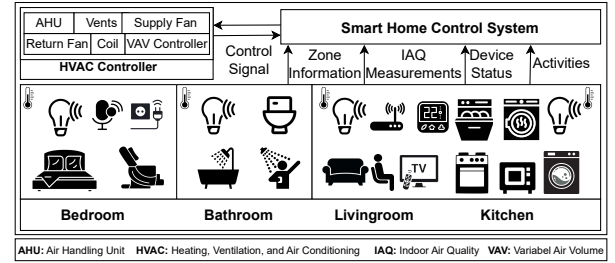 AHU Vents Supply Fan
Return Fan Coil VAV Controller
HVAC Controller
Control
Signal
Smart Home Control System
Zone
Information
IAQ
Measurements
Device
Status
Activities
22
TV
Bedroom Bathroom Livingroom Kitchen
AHU: Air Handling Unit HVAC: Heating, Ventilation, and Air Conditioning IAQ: Indoor Air Quality VAV: Variabel Air Volume